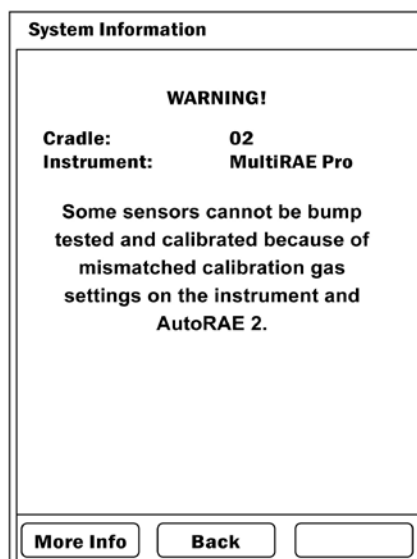 System Information
WARNING!
Cradle: 02
Instrument: MultiRAE Pro
Some sensors cannot be bump
tested and calibrated because of
mismatched calibration gas
settings on the instrument and
AutoRAE 2.
More Info Back